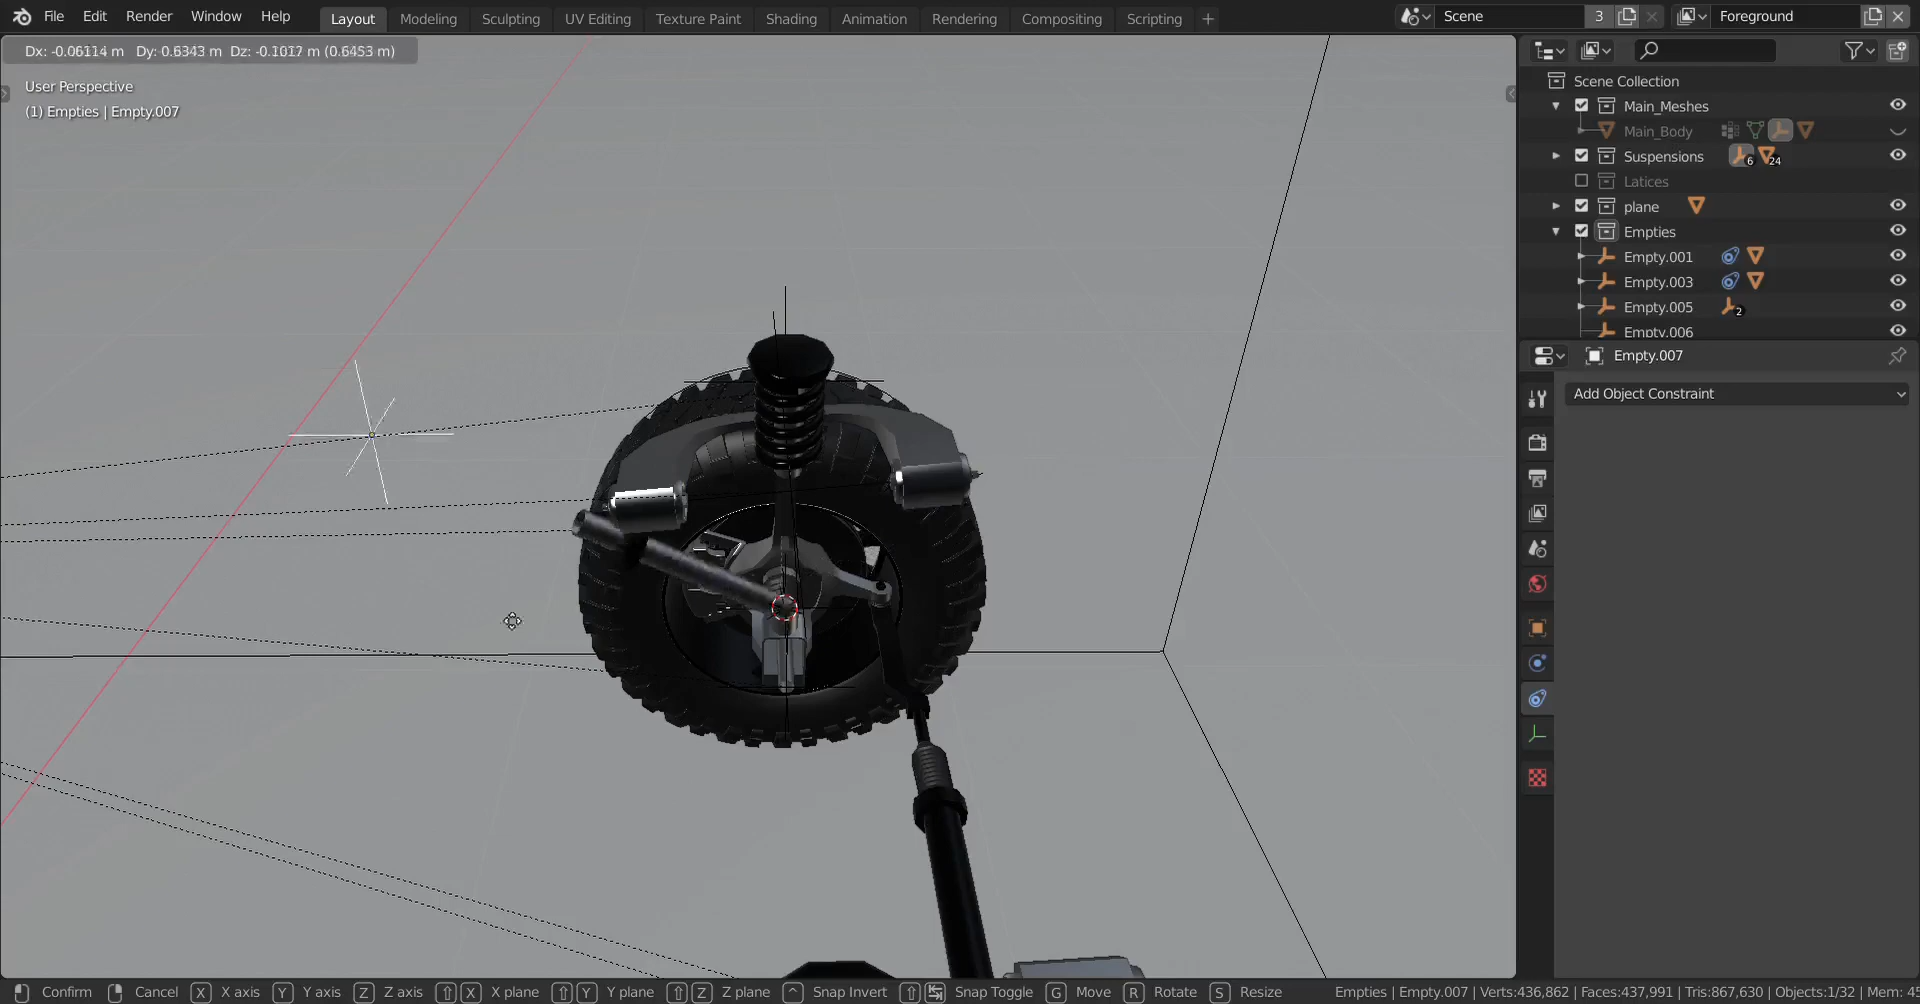 File Edit Render Window Help Layout Modeling Sculpting UV Editing Texture Paint Shading Animation Rendering Compositing Scripting + Scene 3 Foreground
Dx: -0.06114 m Dy: 0.6343 m Dz: -0.1017 m (0.6453 m)
User Perspective
(1) Empties | Empty.007
Scene Collection
Main_Meshes
Main_Body
Suspensions 6 24
Latices
plane
Empties
Empty.001
Empty.003
Empty.005 2
Empty.006
Empty.007
Add Object Constraint
Confirm Cancel X X axis Y Y axis Z Z axis X X plane Y Y plane Z Z plane Snap Invert Snap Toggle G Move R Rotate S Resize Empties | Empty.007 | Verts:436,862 | Faces:437,991 | Tris:867,630 | Objects:1/32 | Mem: 45